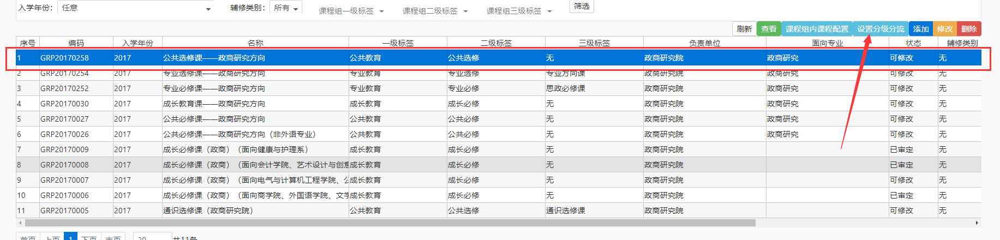 入学年份： 任意 辅修类别： 所有 课程组一级标签 课程组二级标签 课程组三级标签 筛选
刷新 查看 课程组内课程配置 设置分级分流 添加 修改 删除
序号 编码 入学年份 名称 一级标签 二级标签 三级标签 负责单位 面向专业 状态 辅修类别
1 GRP20170258 2017 公共选修课——政商研究方向 公共教育 公共选修 无 政商研究院 政商研究 可修改 无
2 GRP20170254 2017 专业选修课——政商研究方向 专业教育 专业选修 专业方向课 政商研究院 政商研究 可修改 无
3 GRP20170252 2017 专业必修课——政商研究方向 专业教育 专业必修 思政必修课 政商研究院 政商研究 可修改 无
4 GRP20170030 2017 成长教育课——政商研究方向 成长教育 成长必修 无 政商研究院 政商研究 可修改 无
5 GRP20170027 2017 公共必修课——政商研究方向 公共教育 公共必修 无 政商研究院 政商研究 可修改 无
6 GRP20170026 2017 公共必修课——政商研究方向（非外语专业） 公共教育 公共必修 无 政商研究院 政商研究 可修改 无
7 GRP20170009 2017 成长必修课（政商）（面向健康与护理系） 成长教育 成长必修 无 政商研究院 已审定 无
8 GRP20170008 2017 成长必修课（政商）（面向会计学院、艺术设计与创意 成长教育 成长必修 无 政商研究院 已审定 无
9 GRP20170007 2017 成长必修课（政商）（面向电气与计算机工程学院、公 成长教育 成长必修 无 政商研究院 可修改 无
10 GRP20170006 2017 成长必修课（政商）（面向商学院、外国语学院、文学 成长教育 成长必修 无 政商研究院 已审定 无
11 GRP20170005 2017 通识选修课（政商研究院） 公共教育 公共选修 通识选修课 政商研究院 可修改 无
首页 上页 1 下页 末页 20 共11条